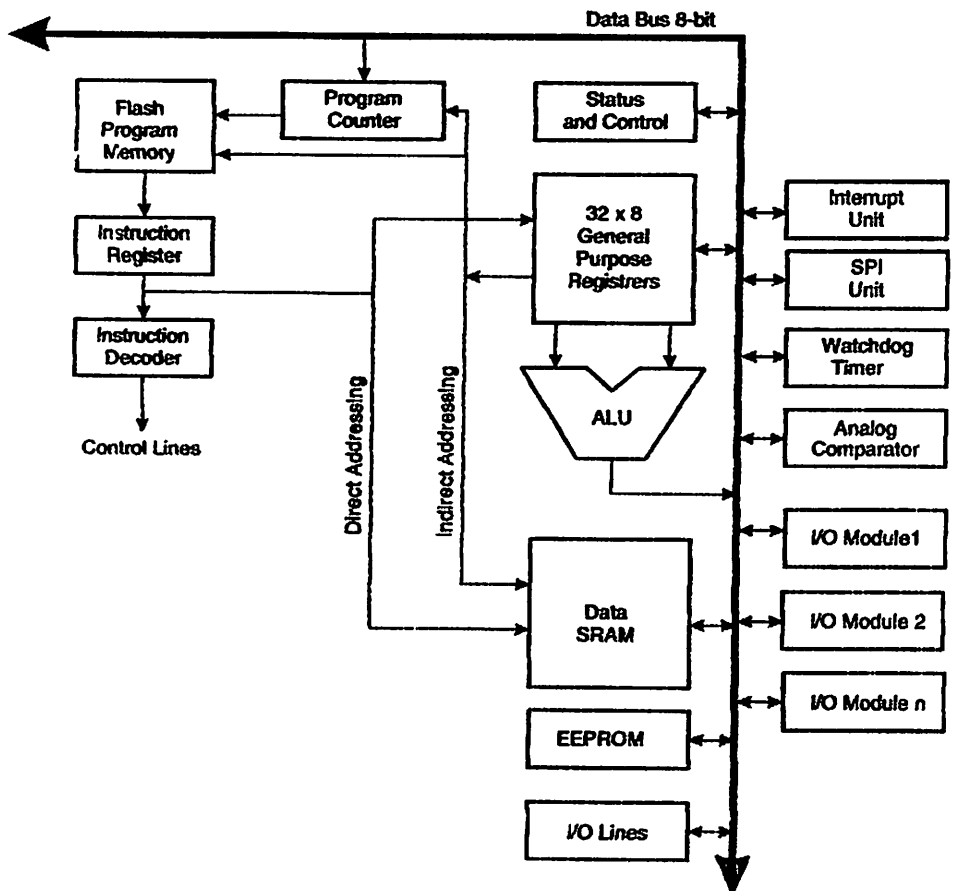 Data Bus 8-bit
Flash
Program
Memory
Program
Counter
Status
and Control
Instruction
Register
32 x 8
General
Purpose
Registrers
Interrupt
Unit
SPI
Unit
Instruction
Decoder
Watchdog
Timer
Control Lines
Direct Addressing
Indirect Addressing
ALU
Analog
Comparator
I/O Module1
Data
SRAM
I/O Module 2
I/O Module n
EEPROM
I/O Lines